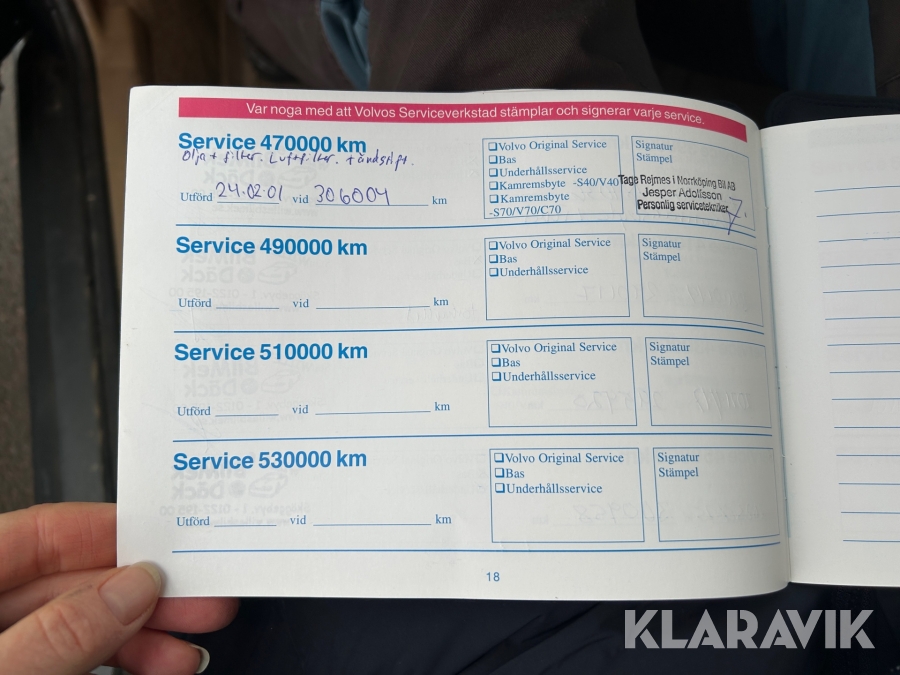 Var noga med att Volvos Serviceverkstad stämplar och signerar varje service.
Service 470000 km
Olja + filter. Luftfilter. tändstift.
Utförd 24.02.01 vid 306004 km
❑Volvo Original Service
❑Bas
❑Underhållsservice
❑Kamremsbyte -S40/V40
❑Kamremsbyte
-S70/V70/C70
Signatur
Stämpel
Tage Rejmes i Norrköping Bil AB
Jesper Adolfsson
Personlig servicetekniker
Service 490000 km
Utförd vid km
❑Volvo Original Service
❑Bas
❑Underhållsservice
Signatur
Stämpel
Service 510000 km
Utförd vid km
❑Volvo Original Service
❑Bas
❑Underhållsservice
Signatur
Stämpel
Service 530000 km
Utförd vid km
❑Volvo Original Service
❑Bas
❑Underhållsservice
Signatur
Stämpel
18
KLARAVIK